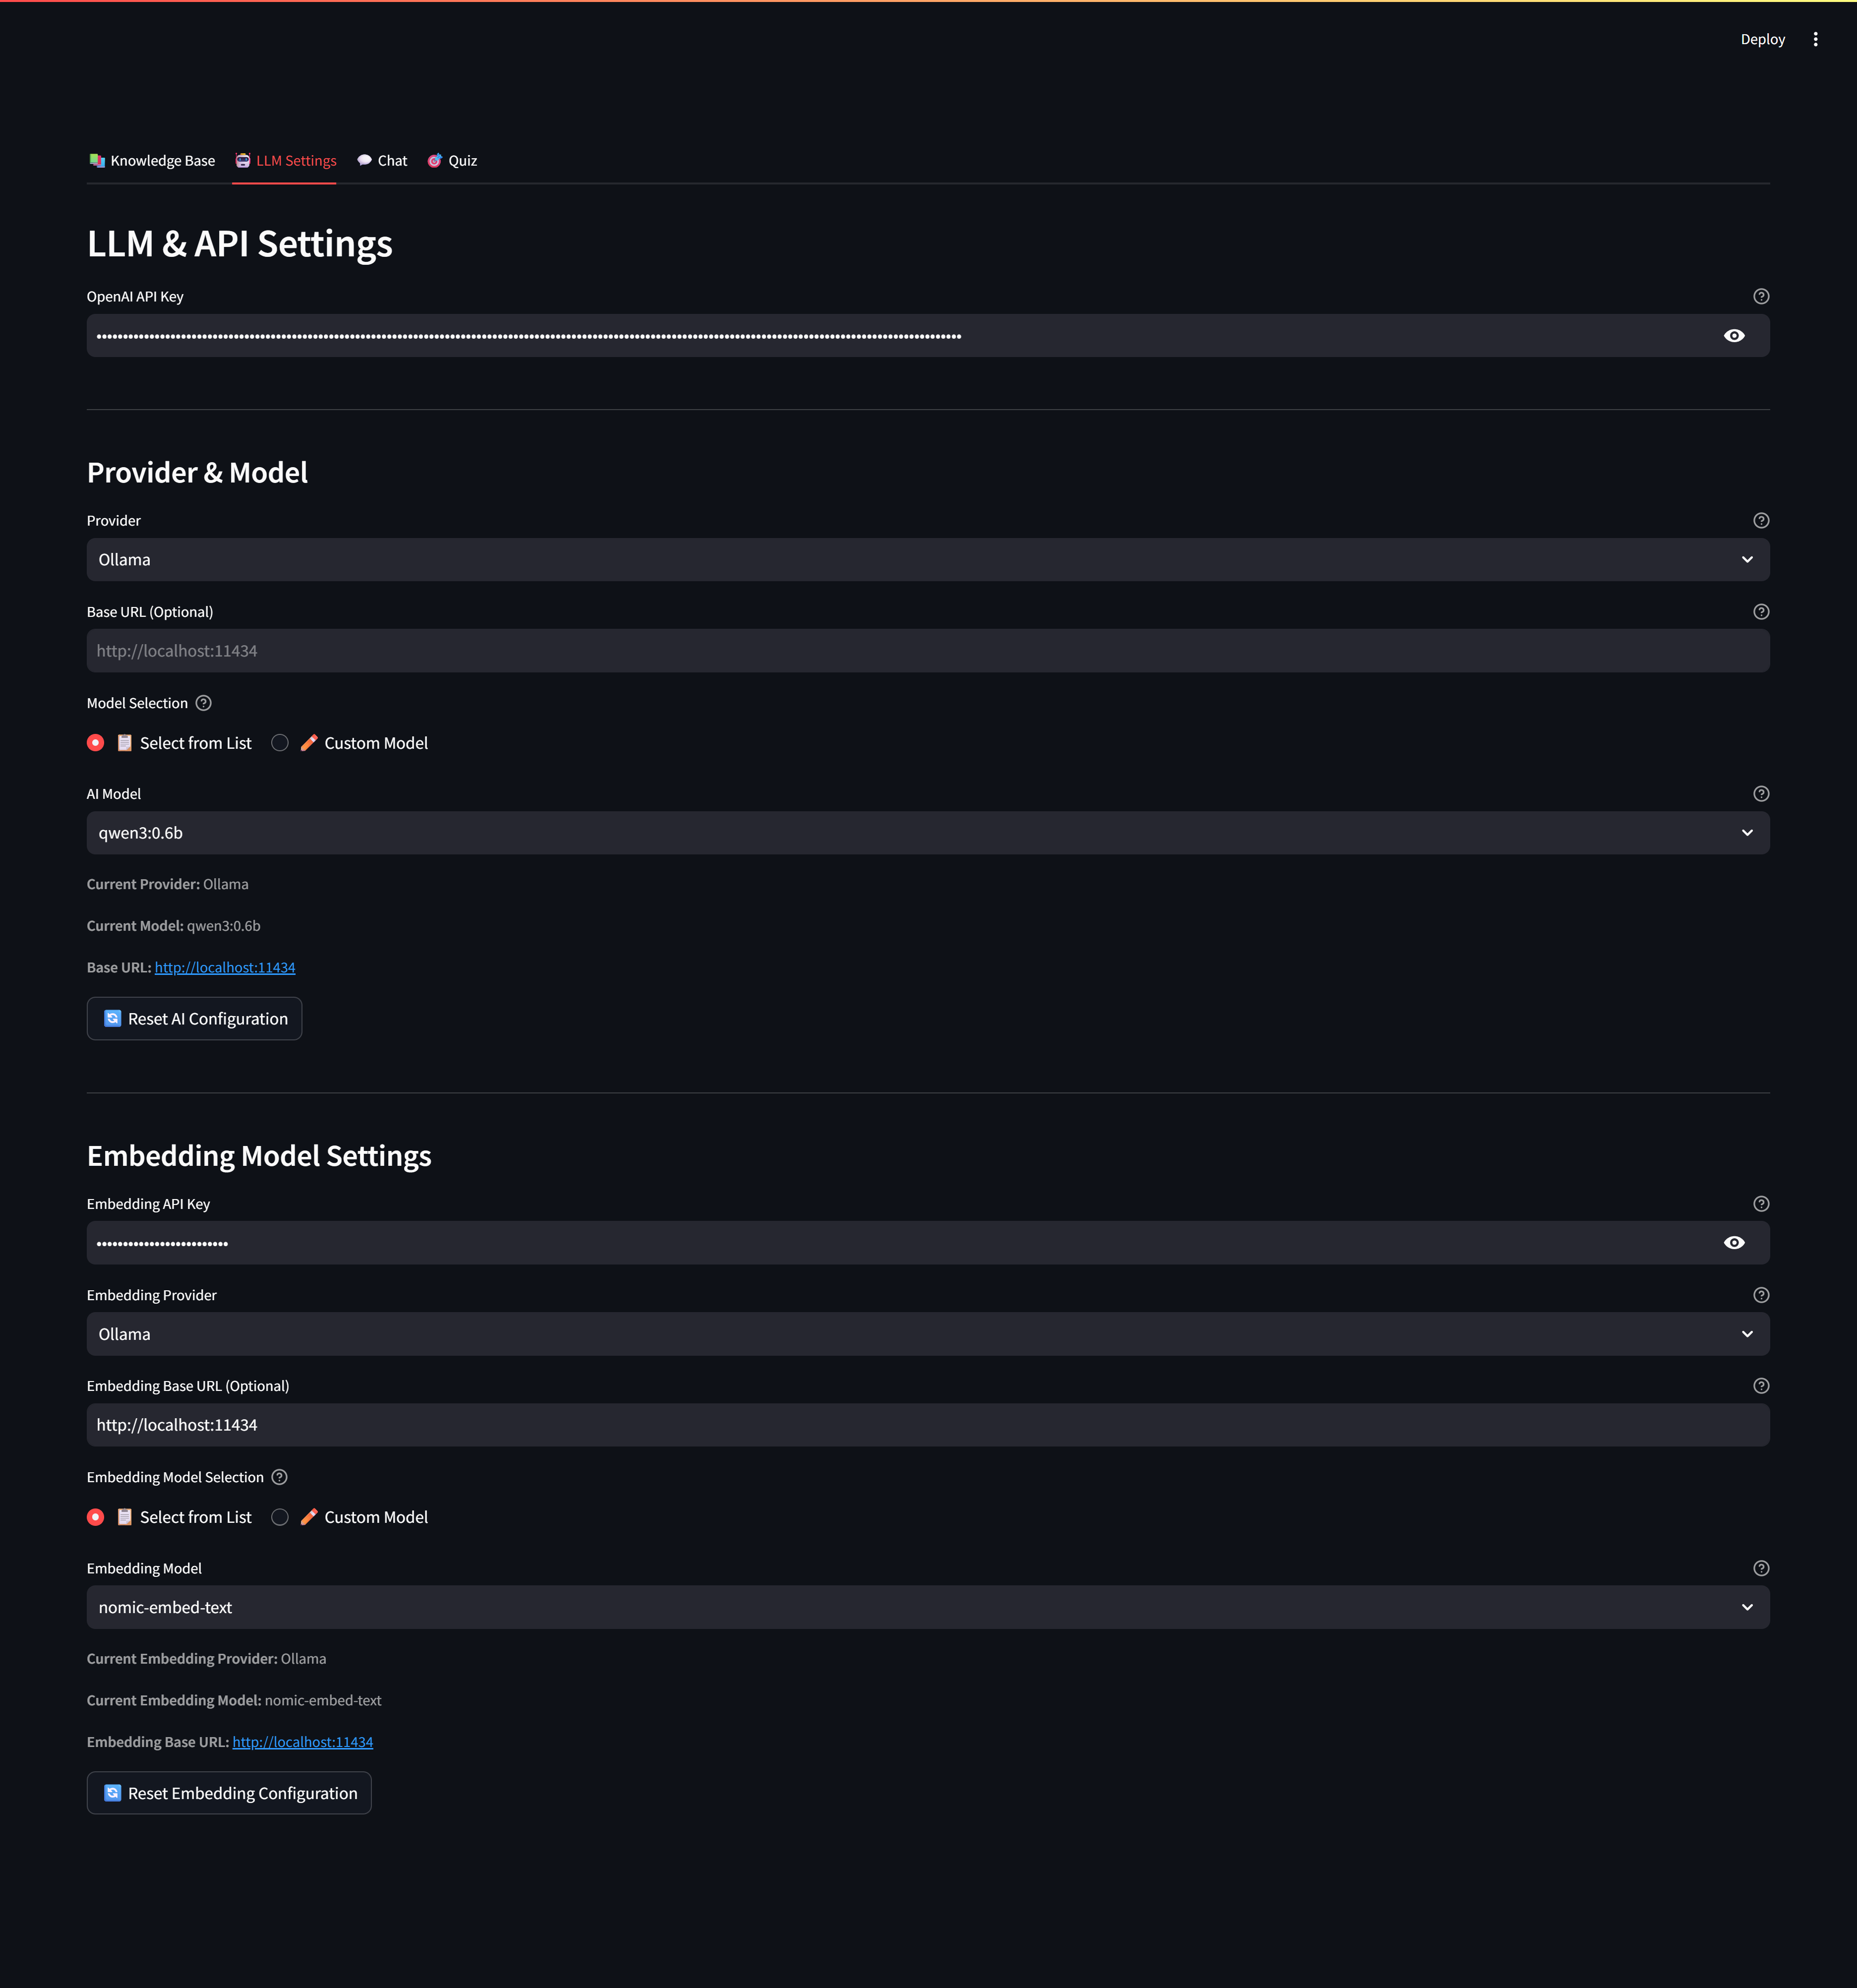 Deploy
Knowledge Base LLM Settings Chat Quiz
LLM & API Settings
OpenAI API Key
Provider & Model
Provider
Ollama
Base URL (Optional)
http://localhost:11434
Model Selection
Select from List Custom Model
AI Model
qwen3:0.6b
Current Provider: Ollama
Current Model: qwen3:0.6b
Base URL: http://localhost:11434
Reset AI Configuration
Embedding Model Settings
Embedding API Key
Embedding Provider
Ollama
Embedding Base URL (Optional)
http://localhost:11434
Embedding Model Selection
Select from List Custom Model
Embedding Model
nomic-embed-text
Current Embedding Provider: Ollama
Current Embedding Model: nomic-embed-text
Embedding Base URL: http://localhost:11434
Reset Embedding Configuration